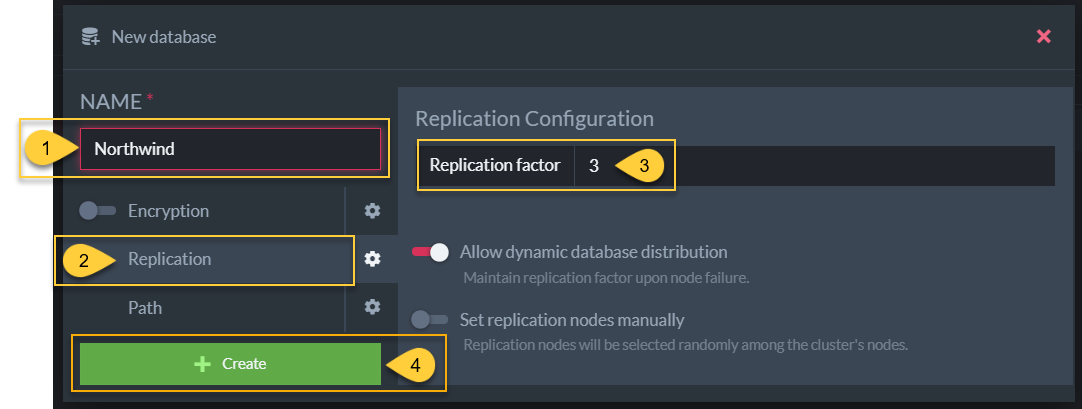 New database
NAME *
1
Northwind
Encryption
2
Replication
Path
Create
4
Replication Configuration
Replication factor 3
3
Allow dynamic database distribution
Maintain replication factor upon node failure.
Set replication nodes manually
Replication nodes will be selected randomly among the cluster's nodes.